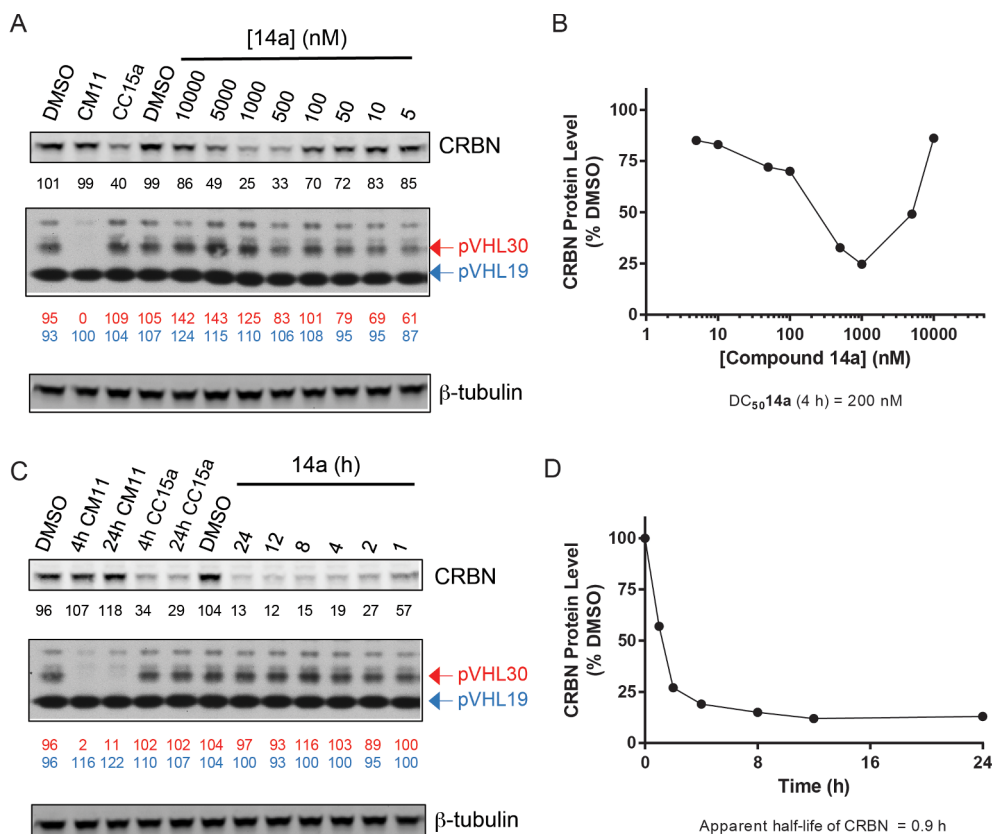 A
[14a] (nM)
DMSO CM11 CC15a DMSO 10000 5000 1000 500 100 50 10 5
CRBN
101 99 40 99 86 49 25 33 70 72 83 85
pVHL30
pVHL19
95 0 109 105 142 143 125 83 101 79 69 61
93 100 104 107 124 115 110 106 108 95 95 87
β-tubulin
B
CRBN Protein Level
(% DMSO)
100
75
50
25
0
1 10 100 1000 10000
[Compound 14a] (nM)
DC50 14a (4 h) = 200 nM
C
14a (h)
DMSO 4h CM11 24h CM11 4h CC15a 24h CC15a DMSO 24 12 8 4 2 1
CRBN
96 107 118 34 29 104 13 12 15 19 27 57
pVHL30
pVHL19
96 2 11 102 102 104 97 93 116 103 89 100
96 116 122 110 107 104 100 93 100 100 95 100
β-tubulin
D
CRBN Protein Level
(% DMSO)
100
75
50
25
0
0 8 16 24
Time (h)
Apparent half-life of CRBN = 0.9 h